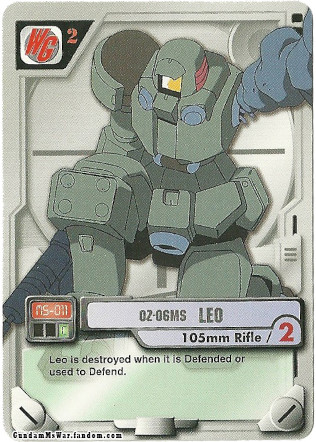 WG 2
MS-011
OZ-06MS LEO
105mm Rifle / 2
Leo is destroyed when it is Defended or
used to Defend.
GundamMsWar.fandom.com